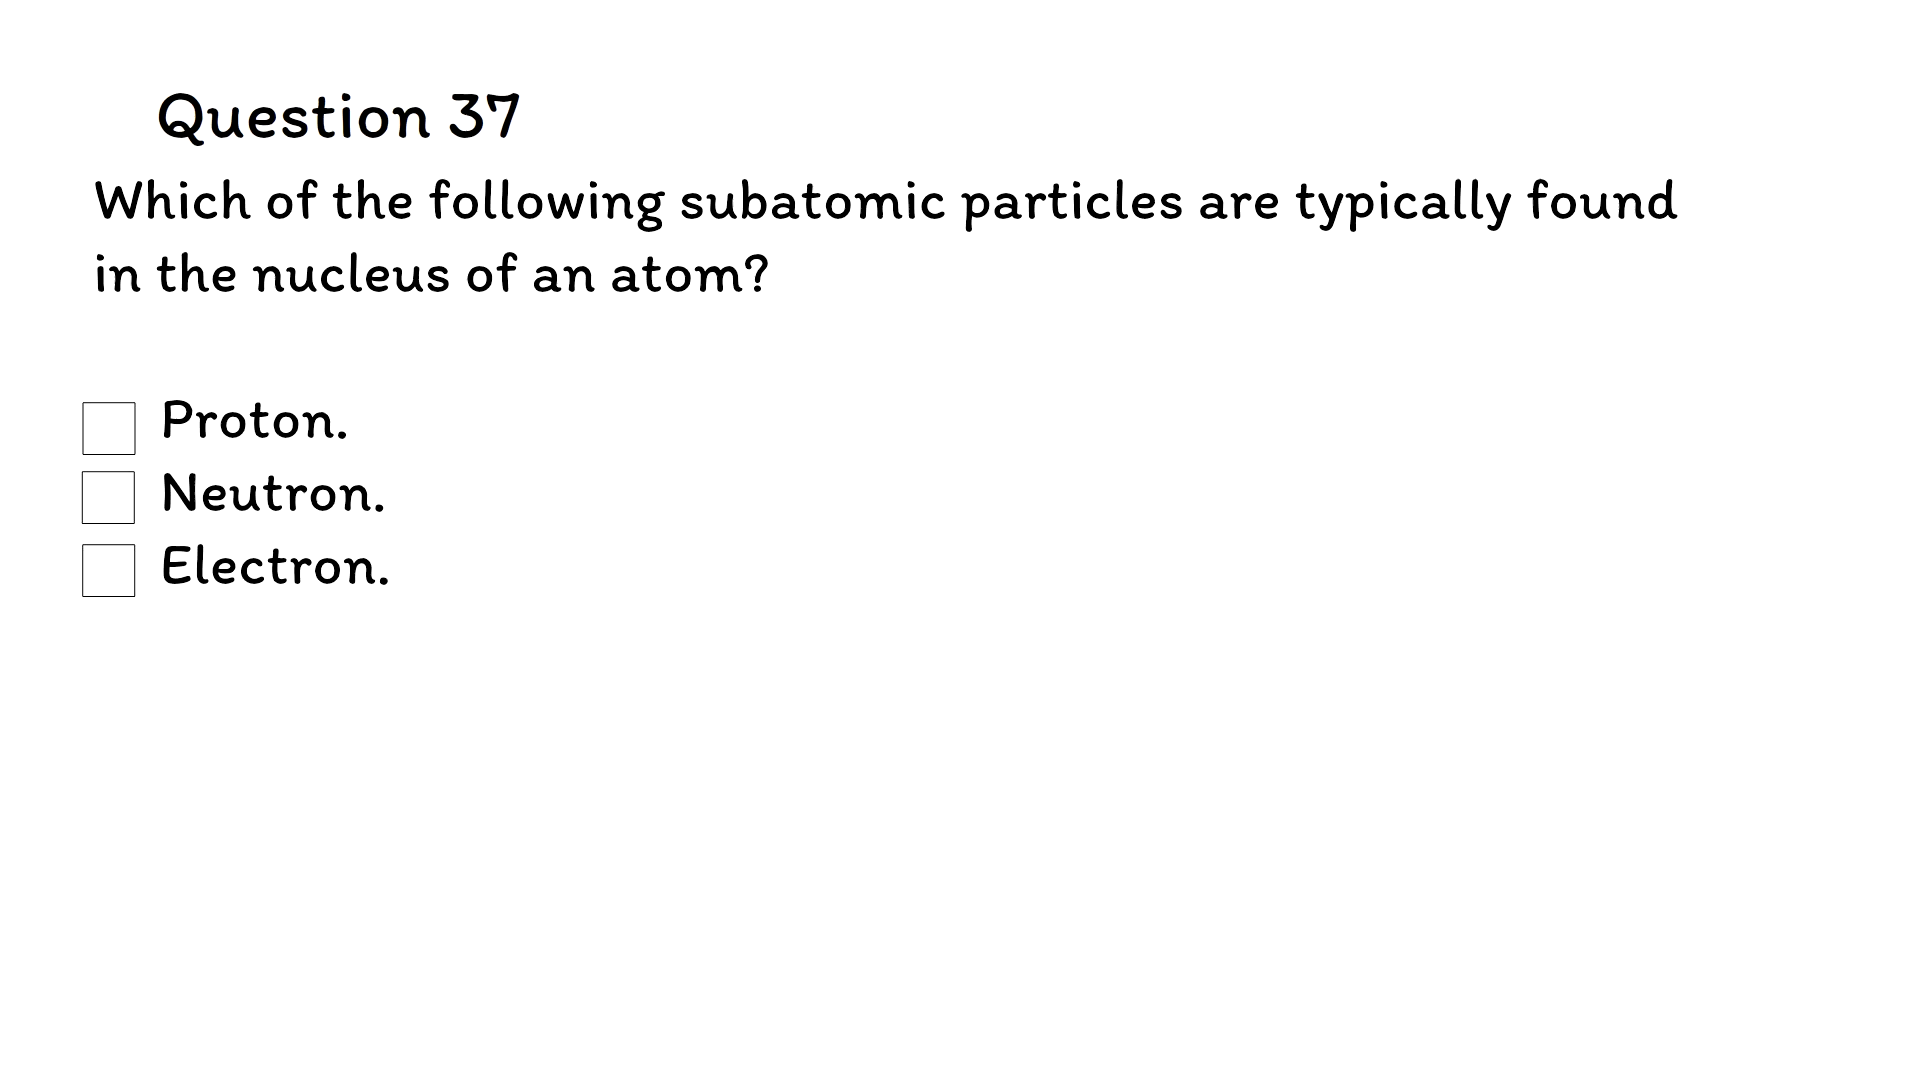 Question 37
Which of the following subatomic particles are typically found
in the nucleus of an atom?
Proton.
Neutron.
Electron.